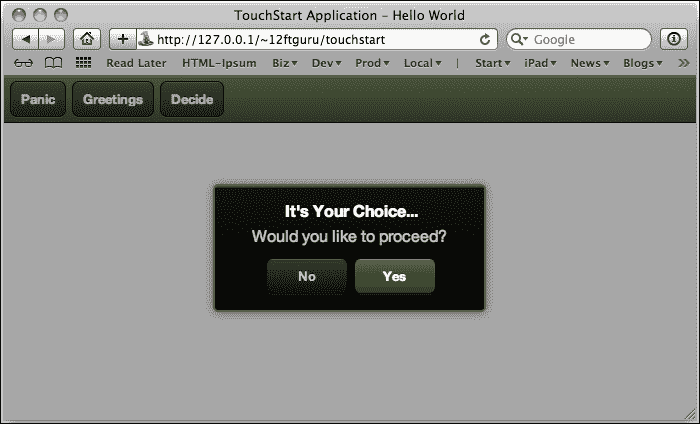 TouchStart Application – Hello World
http://127.0.0.1/~12ftguru/touchstart
Google
Read Later HTML-Ipsum Biz Dev Prod Local Start iPad News Blogs
Panic Greetings Decide
It's Your Choice...
Would you like to proceed?
No Yes